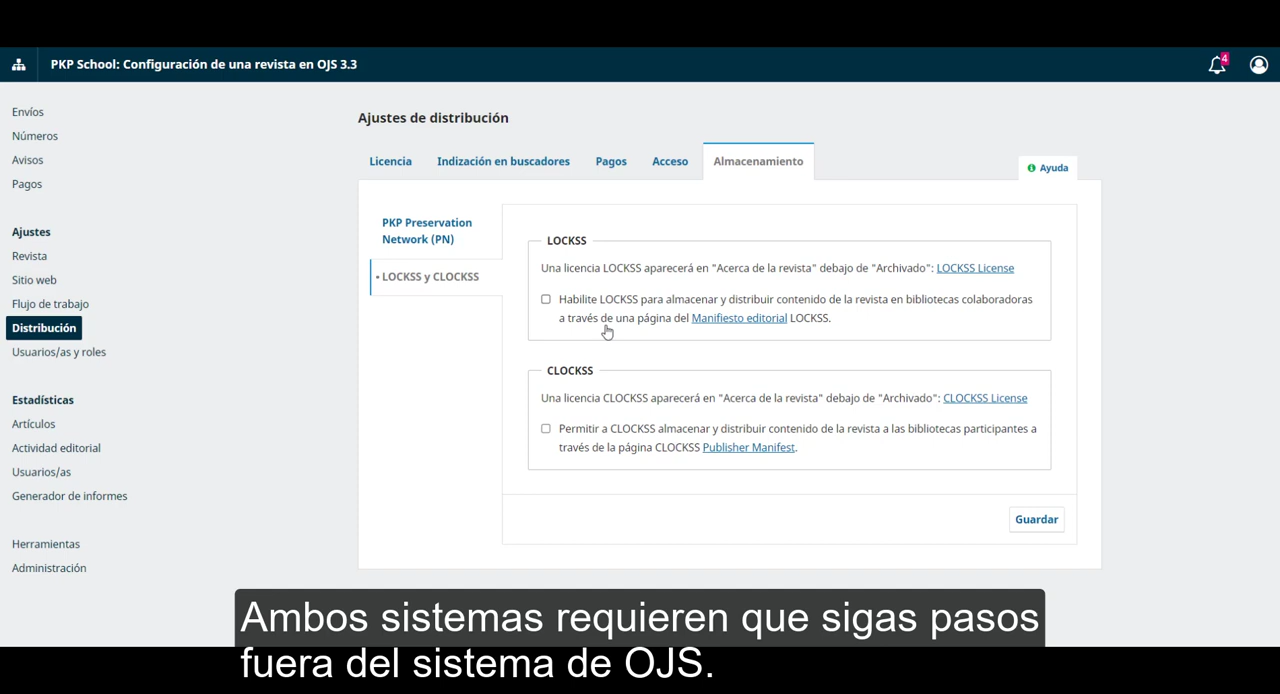 PKP School: Configuración de una revista en OJS 3.3
4
Envíos
Números
Avisos
Pagos
Ajustes
Revista
Sitio web
Flujo de trabajo
Distribución
Usuarios/as y roles
Estadísticas
Artículos
Actividad editorial
Usuarios/as
Generador de informes
Herramientas
Administración
Ajustes de distribución
Licencia
Indización en buscadores
Pagos
Acceso
Almacenamiento
Ayuda
PKP Preservation
Network (PN)
LOCKSS y CLOCKSS
LOCKSS
Una licencia LOCKSS aparecerá en "Acerca de la revista" debajo de "Archivado": LOCKSS License
Habilite LOCKSS para almacenar y distribuir contenido de la revista en bibliotecas colaboradoras
a través de una página del Manifiesto editorial LOCKSS.
CLOCKSS
Una licencia CLOCKSS aparecerá en "Acerca de la revista" debajo de "Archivado": CLOCKSS License
Permitir a CLOCKSS almacenar y distribuir contenido de la revista a las bibliotecas participantes a
través de la página CLOCKSS Publisher Manifest.
Guardar
Ambos sistemas requieren que sigas pasos
fuera del sistema de OJS.